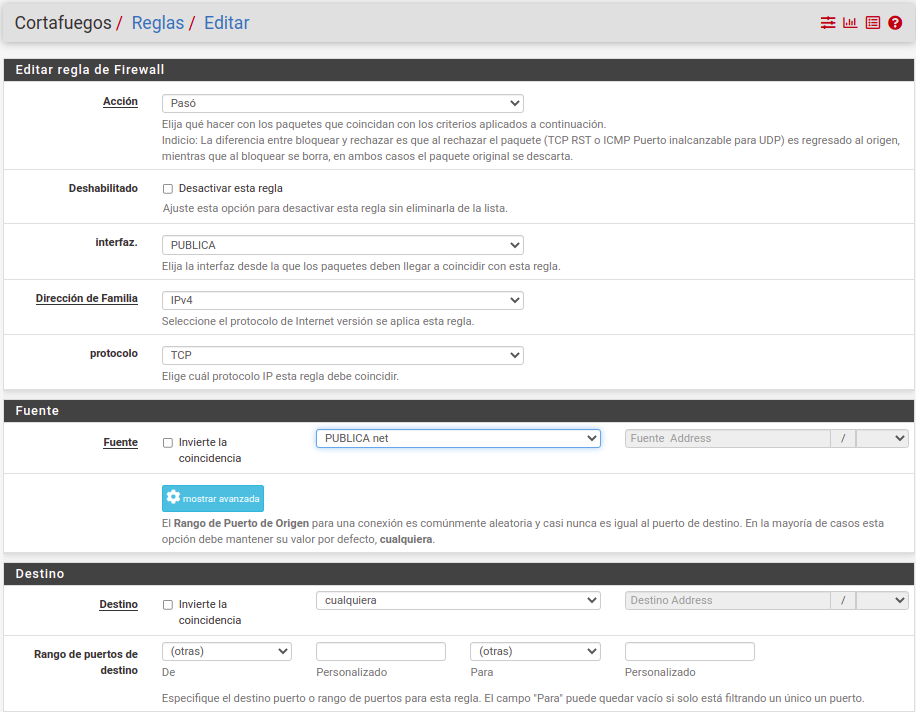 Cortafuegos / Reglas / Editar
Editar regla de Firewall
Acción
Pasó
Elija qué hacer con los paquetes que coincidan con los criterios aplicados a continuación.
Indicio: La diferencia entre bloquear y rechazar es que al rechazar el paquete (TCP RST o ICMP Puerto inalcanzable para UDP) es regresado al origen,
mientras que al bloquear se borra, en ambos casos el paquete original se descarta.
Deshabilitado
Desactivar esta regla
Ajuste esta opción para desactivar esta regla sin eliminarla de la lista.
interfaz.
PUBLICA
Elija la interfaz desde la que los paquetes deben llegar a coincidir con esta regla.
Dirección de Familia
IPv4
Seleccione el protocolo de Internet versión se aplica esta regla.
protocolo
TCP
Elige cuál protocolo IP esta regla debe coincidir.
Fuente
Fuente
Invierte la
coincidencia
PUBLICA net
Fuente Address
/
mostrar avanzada
El Rango de Puerto de Origen para una conexión es comúnmente aleatoria y casi nunca es igual al puerto de destino. En la mayoría de casos esta
opción debe mantener su valor por defecto, cualquiera.
Destino
Destino
Invierte la
coincidencia
cualquiera
Destino Address
/
Rango de puertos de
destino
(otras)
(otras)
De
Personalizado
Para
Personalizado
Especifique el destino puerto o rango de puertos para esta regla. El campo "Para" puede quedar vacio si solo está filtrando un único un puerto.